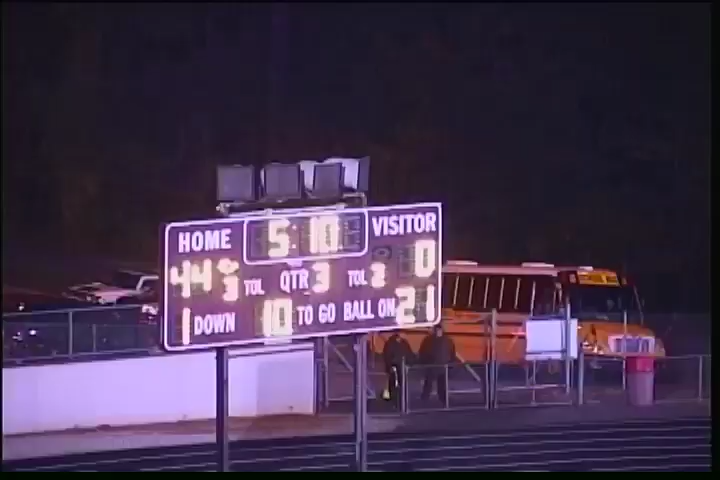 HOME 5:10 VISITOR
44 3 TOL QTR 3 TOL 2 0
1 DOWN 10 TO GO BALL ON 21